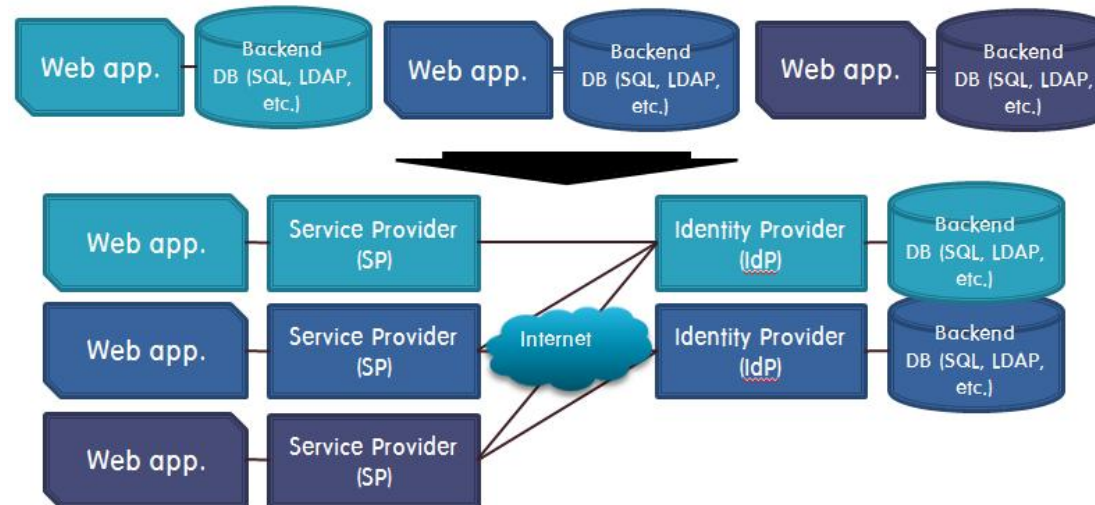 Web app.
Backend
DB (SQL, LDAP,
etc.)
Web app.
Backend
DB (SQL, LDAP,
etc.)
Web app.
Backend
DB (SQL, LDAP,
etc.)
Web app.
Service Provider
(SP)
Identity Provider
(IdP)
Backend
DB (SQL, LDAP,
etc.)
Web app.
Service Provider
(SP)
Internet
Identity Provider
(IdP)
Backend
DB (SQL, LDAP,
etc.)
Web app.
Service Provider
(SP)